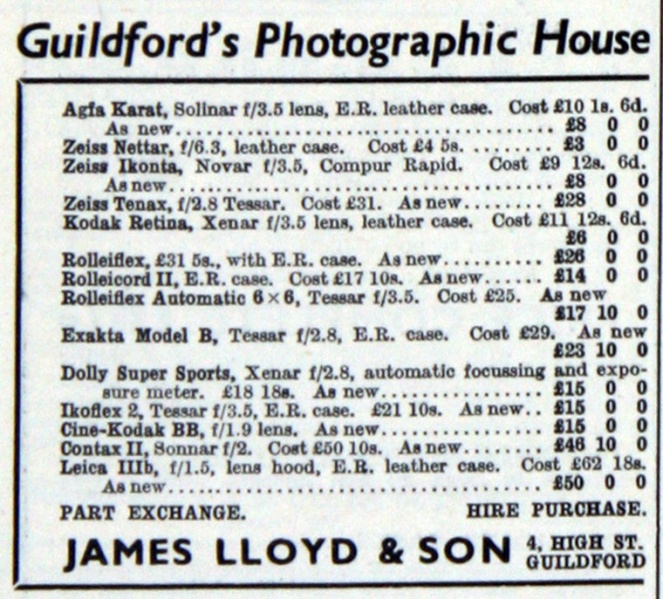 Guildford's Photographic House
Agfa Karat, Solinar f/3.5 lens, E.R. leather case. Cost £10 1s. 6d.
As new.......................................... £8 0 0
Zeiss Nettar, f/6.3, leather case. Cost £4 5s. ......... £3 0 0
Zeiss Ikonta, Novar f/3.5, Compur Rapid. Cost £9 12s. 6d.
As new.......................................... £8 0 0
Zeiss Tenax, f/2.8 Tessar. Cost £31. As new......... £28 0 0
Kodak Retina, Xenar f/3.5 lens, leather case. Cost £11 12s. 6d.
£6 0 0
Rolleiflex, £31 5s., with E.R. case. As new.......... £26 0 0
Rolleicord II, E.R. case. Cost £17 10s. As new...... £14 0 0
Rolleiflex Automatic 6×6, Tessar f/3.5. Cost £25. As new
£17 10 0
Exakta Model B, Tessar f/2.8, E.R. case. Cost £29. As new
£23 10 0
Dolly Super Sports, Xenar f/2.8, automatic focussing and expo-
sure meter. £18 18s. As new.................. £15 0 0
Ikoflex 2, Tessar f/3.5, E.R. case. £21 10s. As new.. £15 0 0
Cine-Kodak BB, f/1.9 lens. As new.................. £15 0 0
Contax II, Sonnar f/2. Cost £50 10s. As new......... £46 10 0
Leica IIIb, f/1.5, lens hood, E.R. leather case. Cost £62 18s.
As new.......................................... £50 0 0
PART EXCHANGE. HIRE PURCHASE.
JAMES LLOYD & SON 4, HIGH ST. GUILDFORD